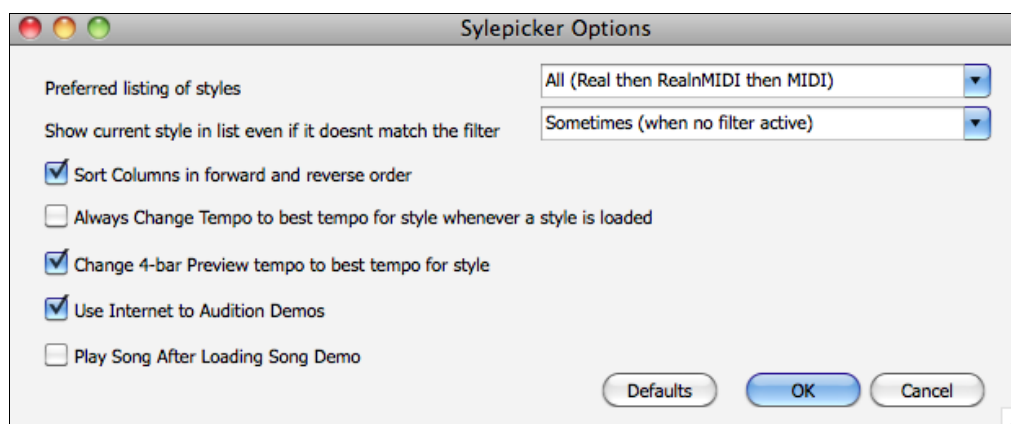 Sylepicker Options
Preferred listing of styles
All (Real then RealnMIDI then MIDI)
Show current style in list even if it doesnt match the filter
Sometimes (when no filter active)
Sort Columns in forward and reverse order
Always Change Tempo to best tempo for style whenever a style is loaded
Change 4-bar Preview tempo to best tempo for style
Use Internet to Audition Demos
Play Song After Loading Song Demo
Defaults
OK
Cancel